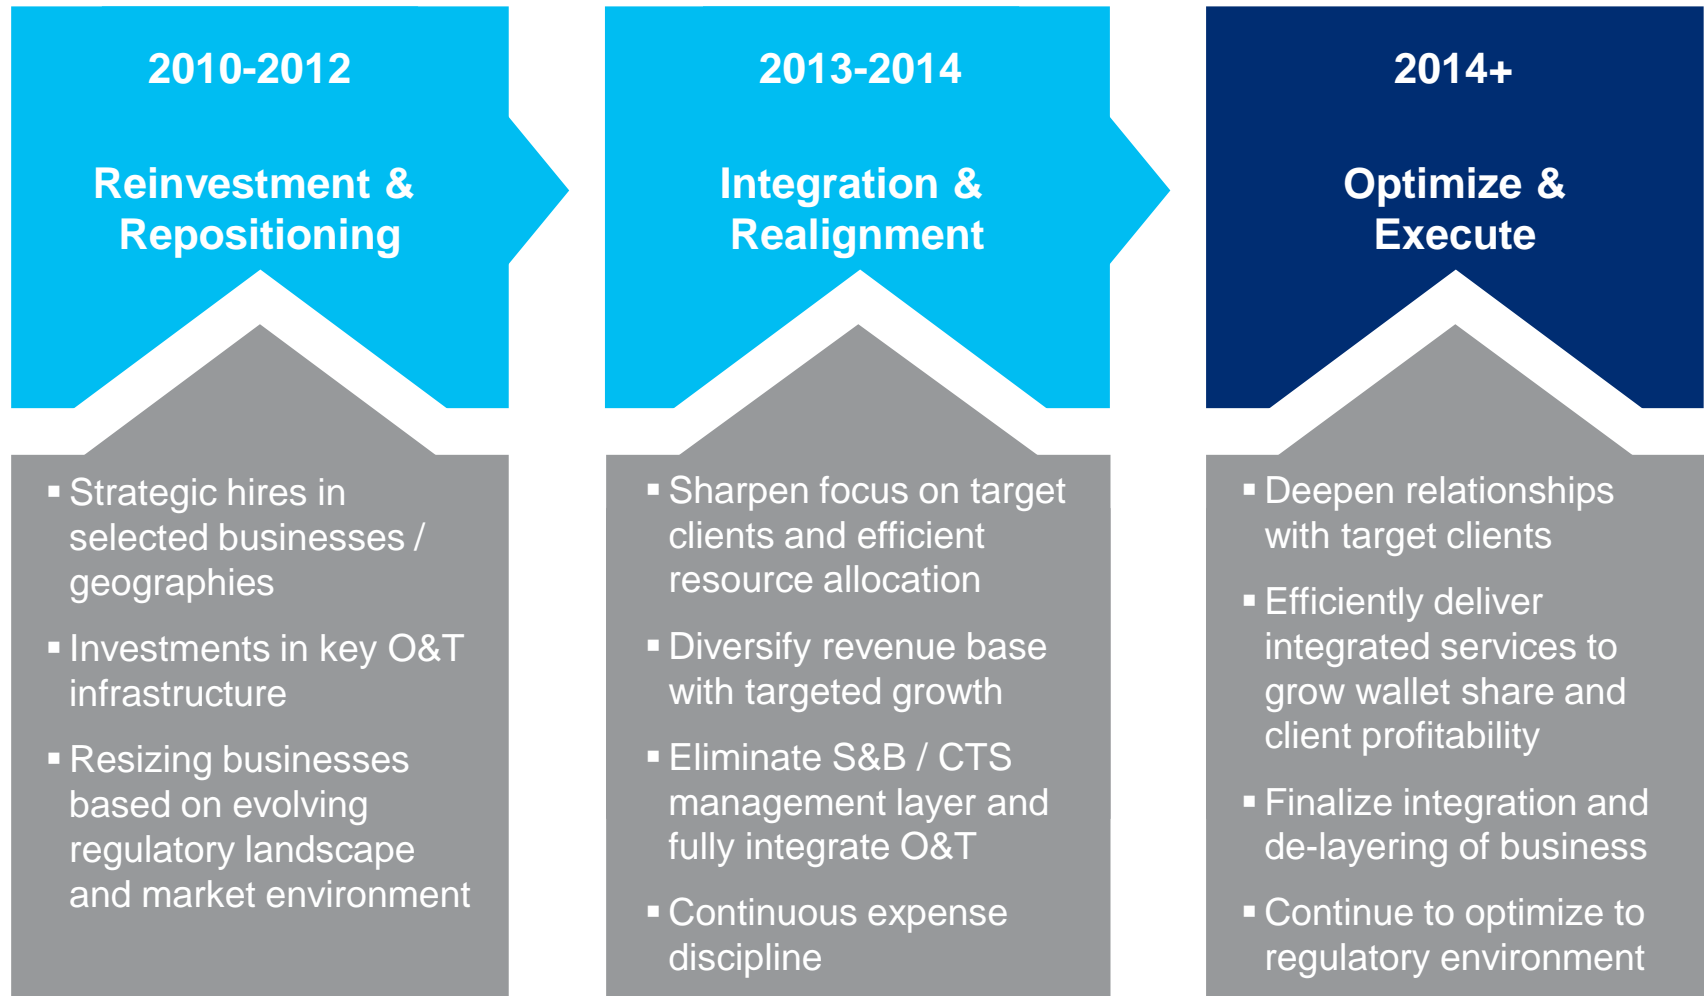 2010-2012
Reinvestment &
Repositioning
▪ Strategic hires in
selected businesses /
geographies
▪ Investments in key O&T
infrastructure
▪ Resizing businesses
based on evolving
regulatory landscape
and market environment
2013-2014
Integration &
Realignment
▪ Sharpen focus on target
clients and efficient
resource allocation
▪ Diversify revenue base
with targeted growth
▪ Eliminate S&B / CTS
management layer and
fully integrate O&T
▪ Continuous expense
discipline
2014+
Optimize &
Execute
▪ Deepen relationships
with target clients
▪ Efficiently deliver
integrated services to
grow wallet share and
client profitability
▪ Finalize integration and
de-layering of business
▪ Continue to optimize to
regulatory environment